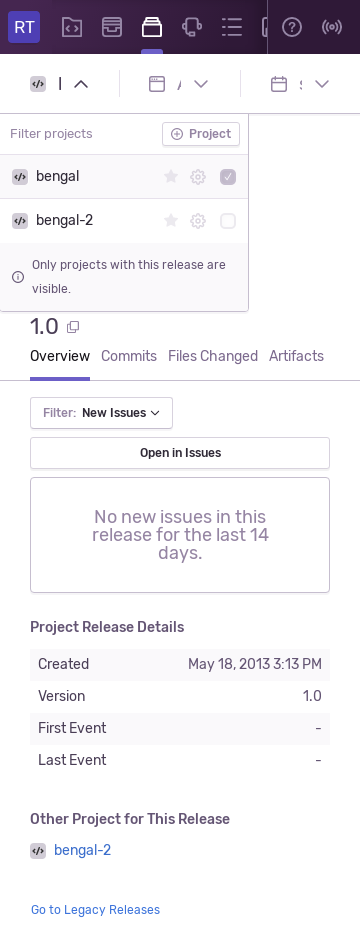 RT
Filter projects
Project
bengal
bengal-2
Only projects with this release are
visible.
1.0
Overview Commits Files Changed Artifacts
Filter: New Issues
Open in Issues
No new issues in this
release for the last 14
days.
Project Release Details
Created May 18, 2013 3:13 PM
Version 1.0
First Event -
Last Event -
Other Project for This Release
bengal-2
Go to Legacy Releases